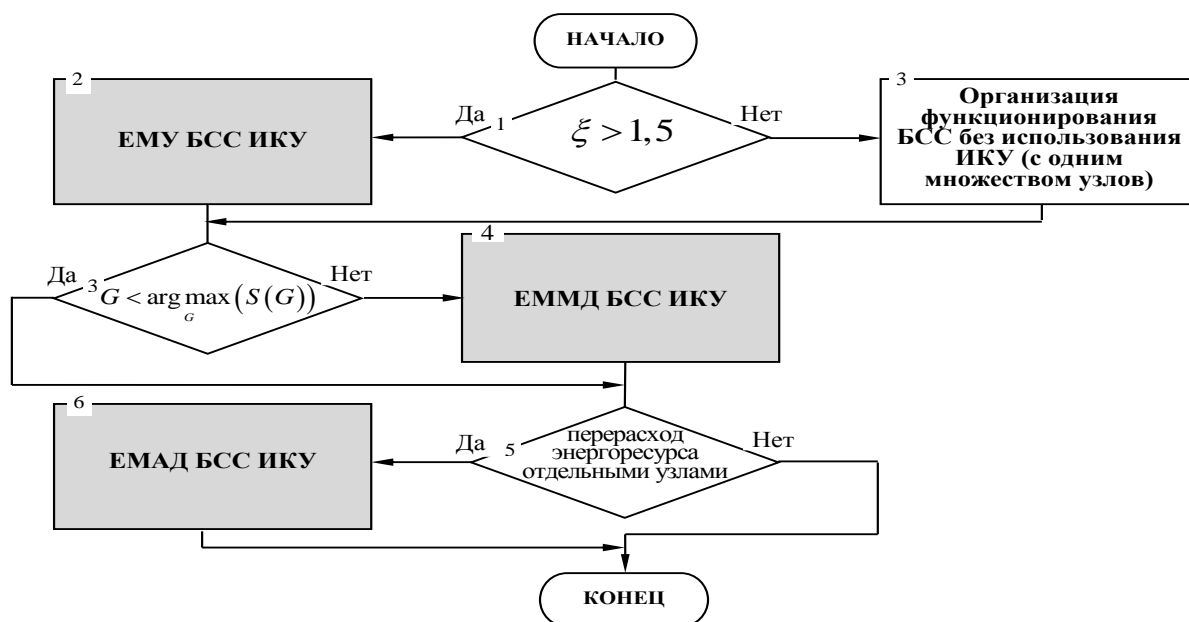 НАЧАЛО
2
ЕМУ БСС ИКУ
Да
1
ξ > 1,5
Нет
3
Организация
функционирования
БСС без использования
ИКУ (с одним
множеством узлов)
Да
3
G < arg max (S(G))
G
Нет
4
ЕММД БСС ИКУ
6
ЕМАД БСС ИКУ
Да
5
перерасход
энергоресурса
отдельными узлами
Нет
КОНЕЦ